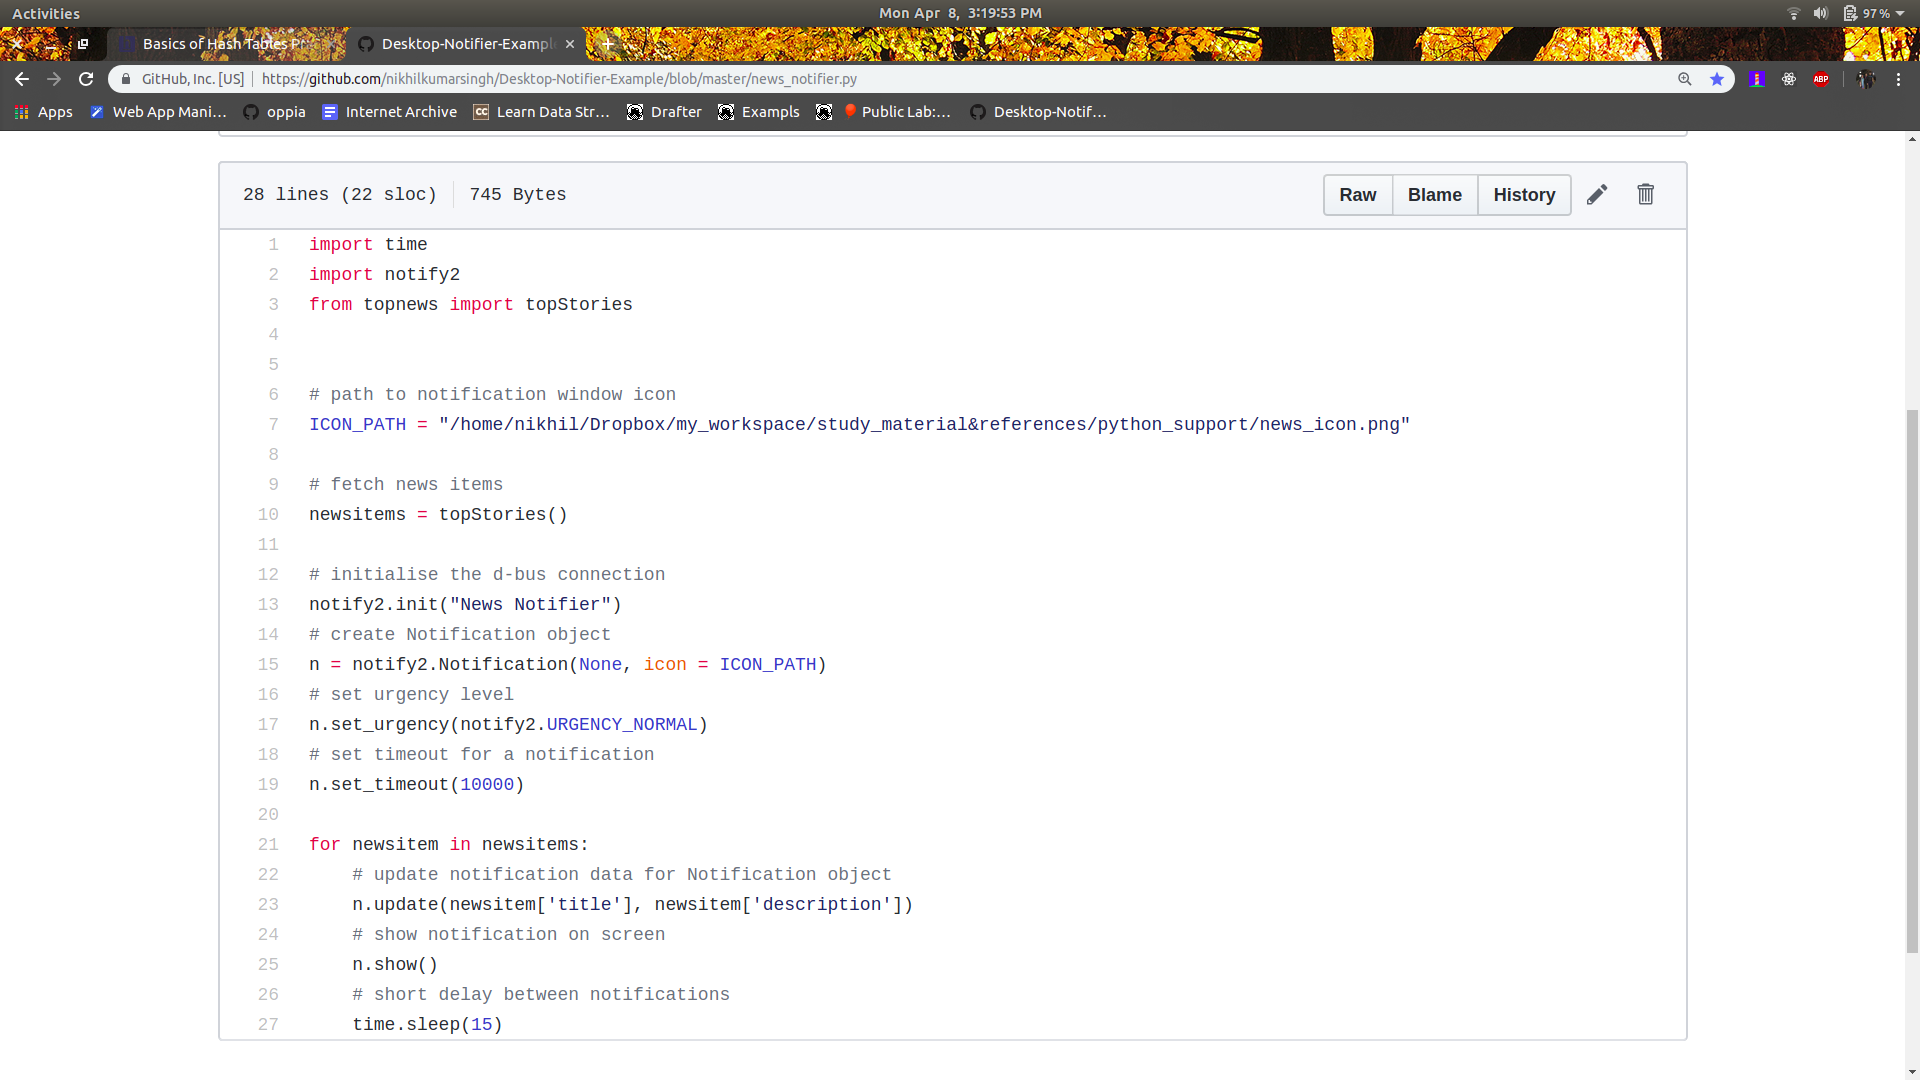 Activities
Mon Apr 8, 3:19:53 PM
97 %
Basics of Hash Tables Pr
Desktop-Notifier-Exampl
GitHub, Inc. [US] https://github.com/nikhilkumarsingh/Desktop-Notifier-Example/blob/master/news_notifier.py
ABP
Apps Web App Mani... oppia Internet Archive CC Learn Data Str... Drafter Exampls Public Lab:... Desktop-Notif...
28 lines (22 sloc) 745 Bytes
Raw Blame History
1 import time
2 import notify2
3 from topnews import topStories
4
5
6 # path to notification window icon
7 ICON_PATH = "/home/nikhil/Dropbox/my_workspace/study_material&references/python_support/news_icon.png"
8
9 # fetch news items
10 newsitems = topStories()
11
12 # initialise the d-bus connection
13 notify2.init("News Notifier")
14 # create Notification object
15 n = notify2.Notification(None, icon = ICON_PATH)
16 # set urgency level
17 n.set_urgency(notify2.URGENCY_NORMAL)
18 # set timeout for a notification
19 n.set_timeout(10000)
20
21 for newsitem in newsitems:
22     # update notification data for Notification object
23     n.update(newsitem['title'], newsitem['description'])
24     # show notification on screen
25     n.show()
26     # short delay between notifications
27     time.sleep(15)